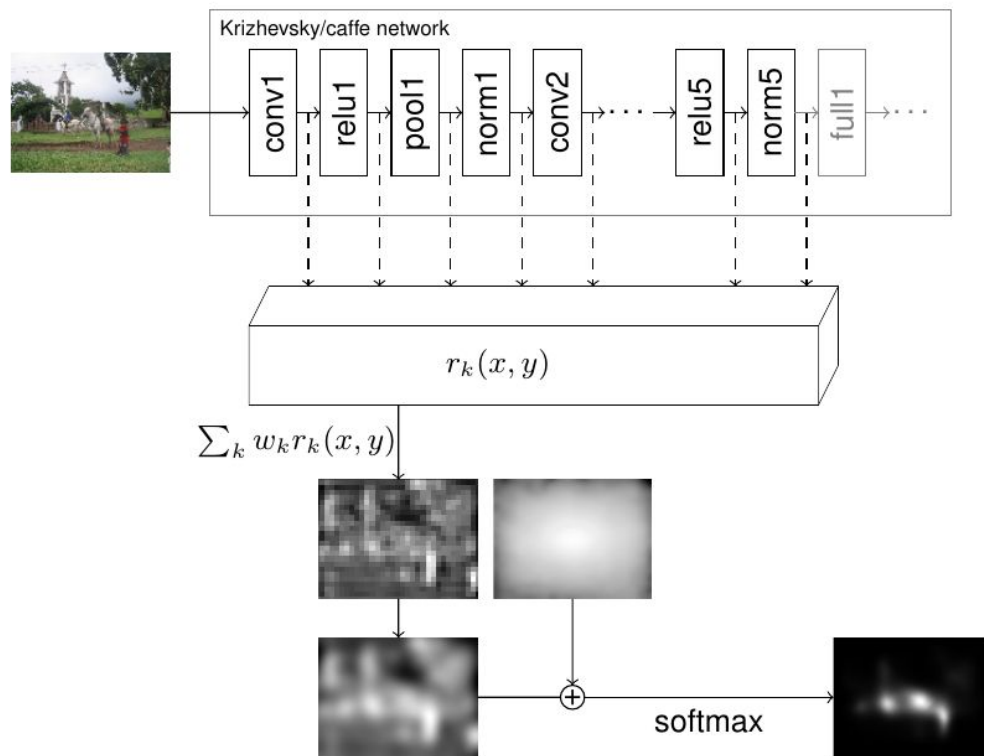 Krizhevsky/caffe network
conv1
relu1
pool1
norm1
conv2
· · ·
relu5
norm5
full1
· · ·
r_k(x, y)
∑_k w_k r_k(x, y)
+
softmax